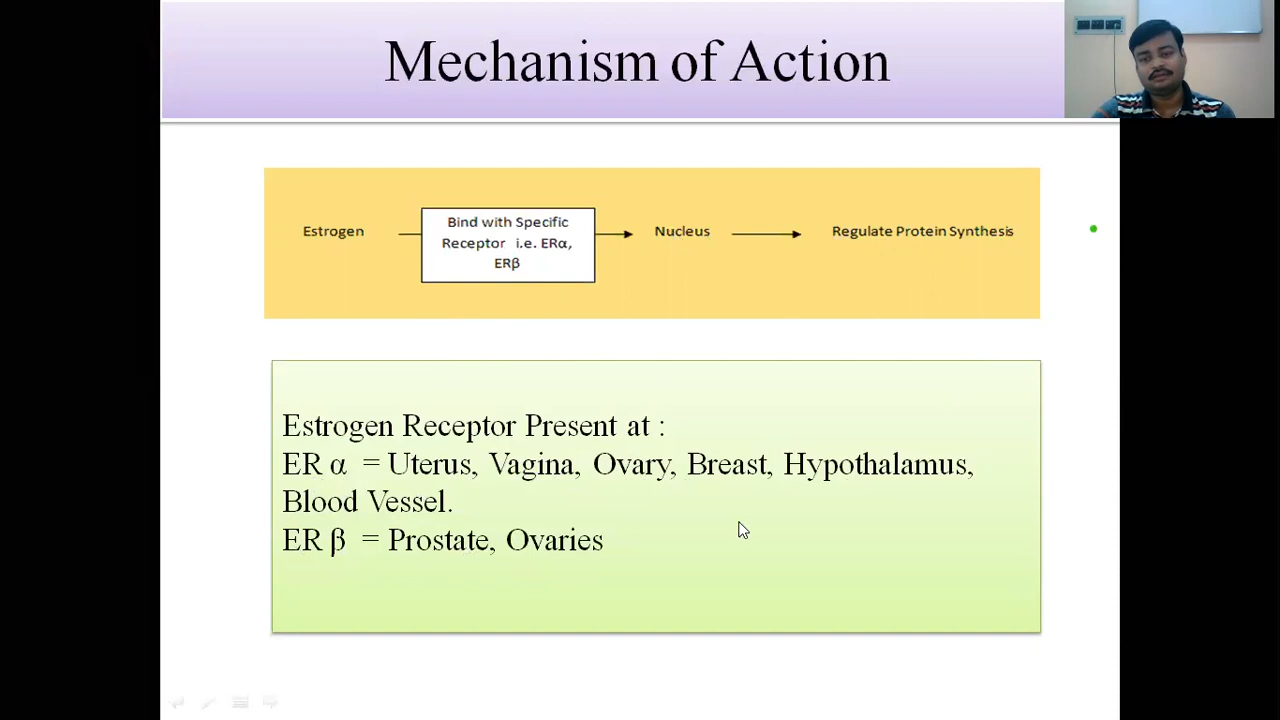 Mechanism of Action
Estrogen
Bind with Specific
Receptor i.e. ERα,
ERβ
Nucleus
Regulate Protein Synthesis
Estrogen Receptor Present at :
ER α = Uterus, Vagina, Ovary, Breast, Hypothalamus,
Blood Vessel.
ER β = Prostate, Ovaries